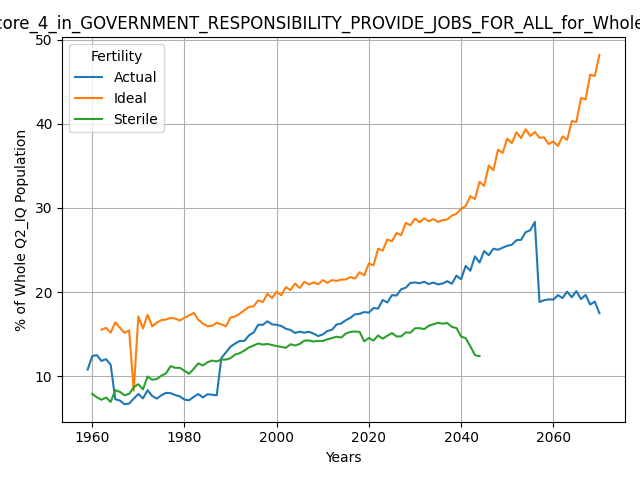 core_4_in_GOVERNMENT_RESPONSIBILITY_PROVIDE_JOBS_FOR_ALL_for_Whole
Fertility
Actual
Ideal
Sterile
50
40
30
20
10
% of Whole Q2_IQ Population
1960 1980 2000 2020 2040 2060
Years